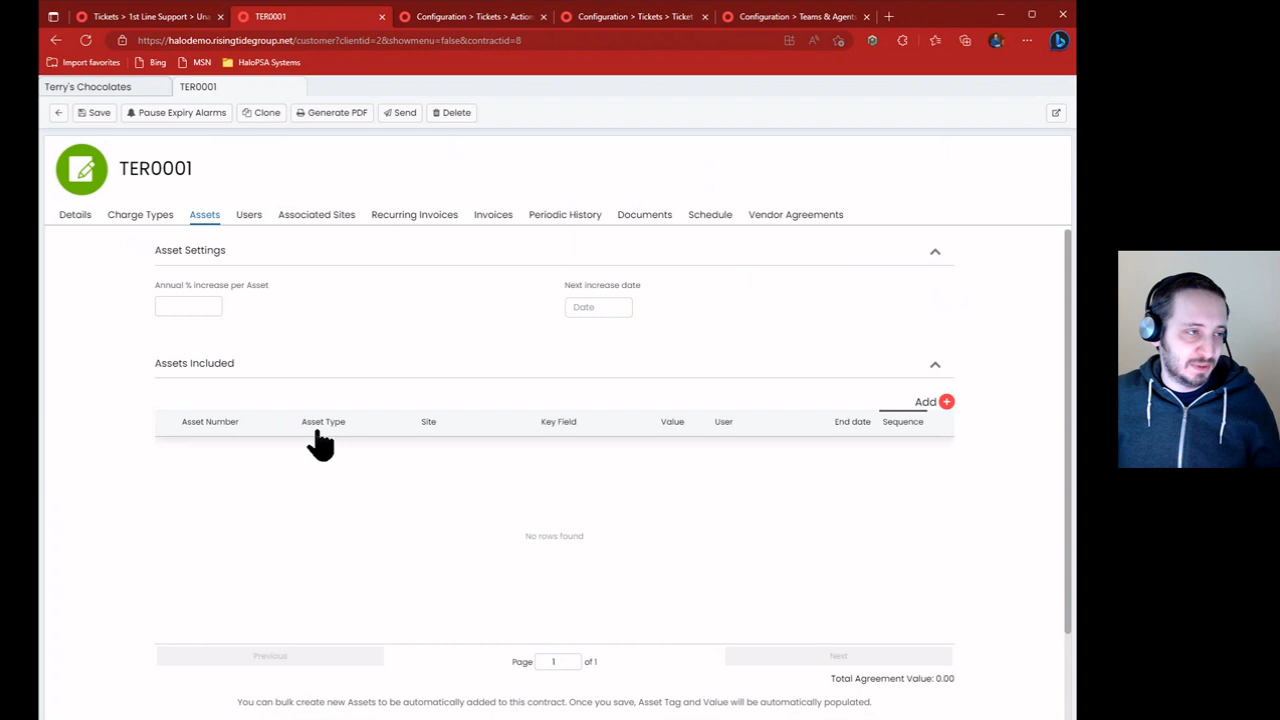 Tickets > 1st Line Support > Una
TER0001
Configuration > Tickets > Action
Configuration > Tickets > Ticket
Configuration > Teams & Agents
https://halodemo.risingtidegroup.net/customer?clientid=2&showmenu=false&contractid=8
Import favorites
Bing
MSN
HaloPSA Systems
Terry's Chocolates
TER0001
Save
Pause Expiry Alarms
Clone
Generate PDF
Send
Delete
TER0001
Details
Charge Types
Assets
Users
Associated Sites
Recurring Invoices
Invoices
Periodic History
Documents
Schedule
Vendor Agreements
Asset Settings
Annual % increase per Asset
Next increase date
Date
Assets Included
Add
Asset Number
Asset Type
Site
Key Field
Value
User
End date
Sequence
No rows found
Previous
Page 1 of 1
Next
Total Agreement Value: 0.00
You can bulk create new Assets to be automatically added to this contract. Once you save, Asset Tag and Value will be automatically populated.